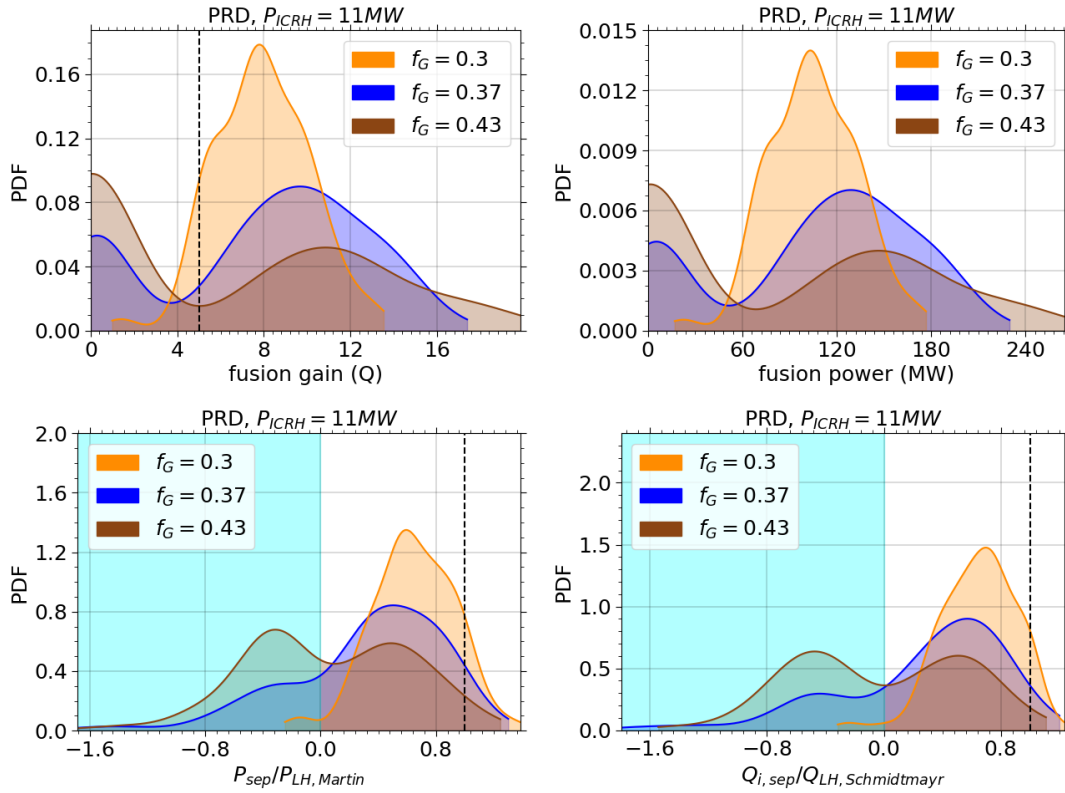 PRD, P_ICRH = 11MW
f_G = 0.3
f_G = 0.37
f_G = 0.43
PDF
0.16
0.12
0.08
0.04
0.00
0 4 8 12 16
fusion gain (Q)
PRD, P_ICRH = 11MW
f_G = 0.3
f_G = 0.37
f_G = 0.43
PDF
0.015
0.012
0.009
0.006
0.003
0.000
0 60 120 180 240
fusion power (MW)
PRD, P_ICRH = 11MW
f_G = 0.3
f_G = 0.37
f_G = 0.43
PDF
2.0
1.6
1.2
0.8
0.4
0.0
−1.6 −0.8 0.0 0.8
P_sep/P_LH, Martin
PRD, P_ICRH = 11MW
f_G = 0.3
f_G = 0.37
f_G = 0.43
PDF
2.0
1.5
1.0
0.5
0.0
−1.6 −0.8 0.0 0.8
Q_i, sep/Q_LH, Schmidtmayr